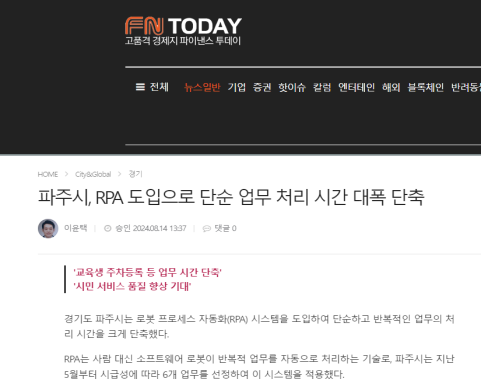 FN TODAY
고품격 경제지 파이낸스 투데이
전체 뉴스일반 기업 증권 핫이슈 칼럼 엔터테인 해외 블록체인 반려동물
HOME > City&Global > 경기
파주시, RPA 도입으로 단순 업무 처리 시간 대폭 단축
이윤택 승인 2024.08.14 13:37 댓글 0
'교육생 주차등록 등 업무 시간 단축'
'시민 서비스 품질 향상 기대'
경기도 파주시는 로봇 프로세스 자동화(RPA) 시스템을 도입하여 단순하고 반복적인 업무의 처
리 시간을 크게 단축했다.
RPA는 사람 대신 소프트웨어 로봇이 반복적 업무를 자동으로 처리하는 기술로, 파주시는 지난
5월부터 시급성에 따라 6개 업무를 선정하여 이 시스템을 적용했다.